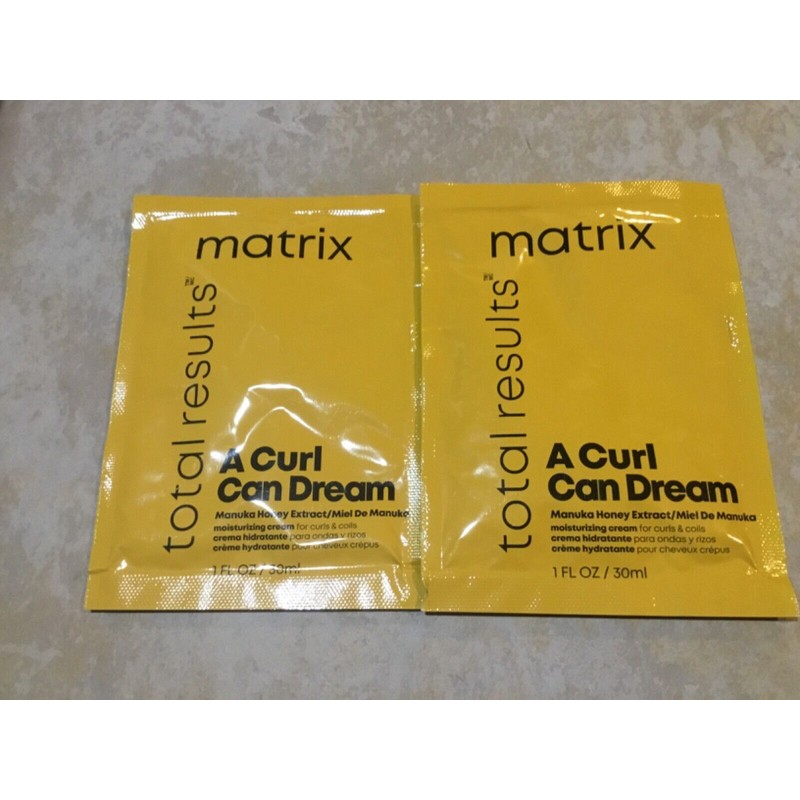 matrix
total results™
A Curl
Can Dream
Manuka Honey Extract/Miel De Manuka
moisturizing cream for curls & coils
crema hidratante para ondas y rizos
crème hydratante pour cheveux crépus
1 FL OZ / 30ml
matrix
total results™
A Curl
Can Dream
Manuka Honey Extract/Miel De Manuka
moisturizing cream for curls & coils
crema hidratante para ondas y rizos
crème hydratante pour cheveux crépus
1 FL OZ / 30ml